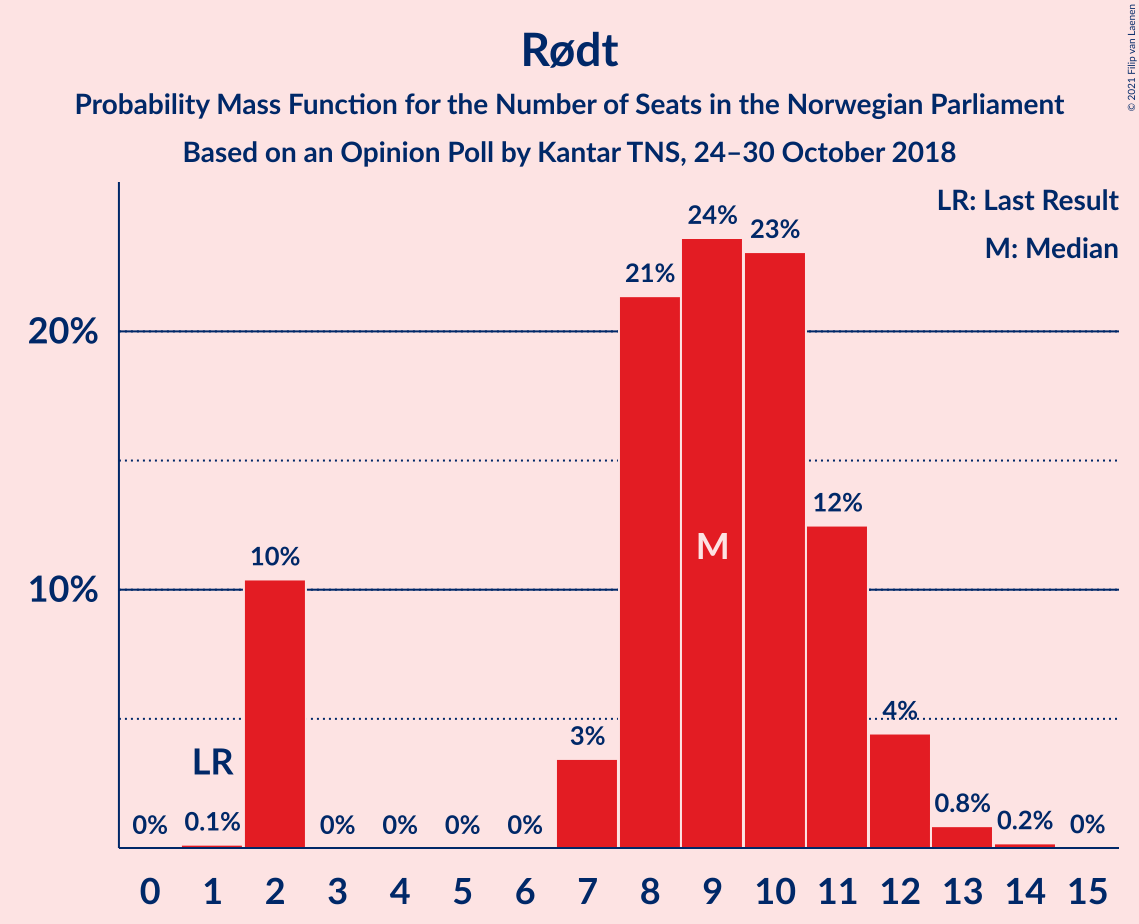 Rødt
Probability Mass Function for the Number of Seats in the Norwegian Parliament
Based on an Opinion Poll by Kantar TNS, 24–30 October 2018
© 2021 Filip van Laenen
LR: Last Result
M: Median
20%
10%
0%
0.1%
10%
0%
0%
0%
0%
3%
21%
24%
23%
12%
4%
0.8%
0.2%
0%
LR
M
0 1 2 3 4 5 6 7 8 9 10 11 12 13 14 15